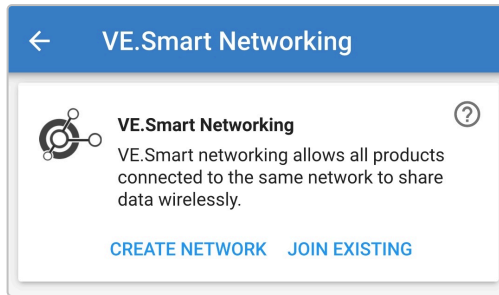 VE.Smart Networking
VE.Smart Networking
VE.Smart networking allows all products
connected to the same network to share
data wirelessly.
CREATE NETWORK JOIN EXISTING